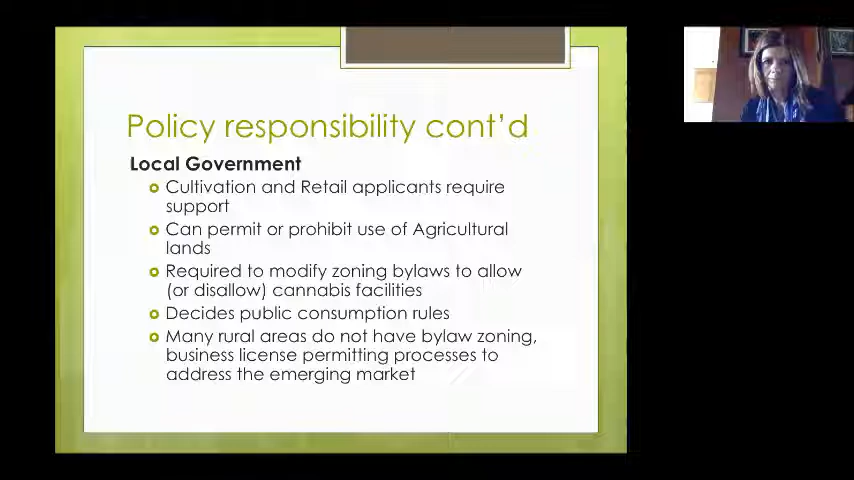 Policy responsibility cont'd
Local Government
Cultivation and Retail applicants require
support
Can permit or prohibit use of Agricultural
lands
Required to modify zoning bylaws to allow
(or disallow) cannabis facilities
Decides public consumption rules
Many rural areas do not have bylaw zoning,
business license permitting processes to
address the emerging market